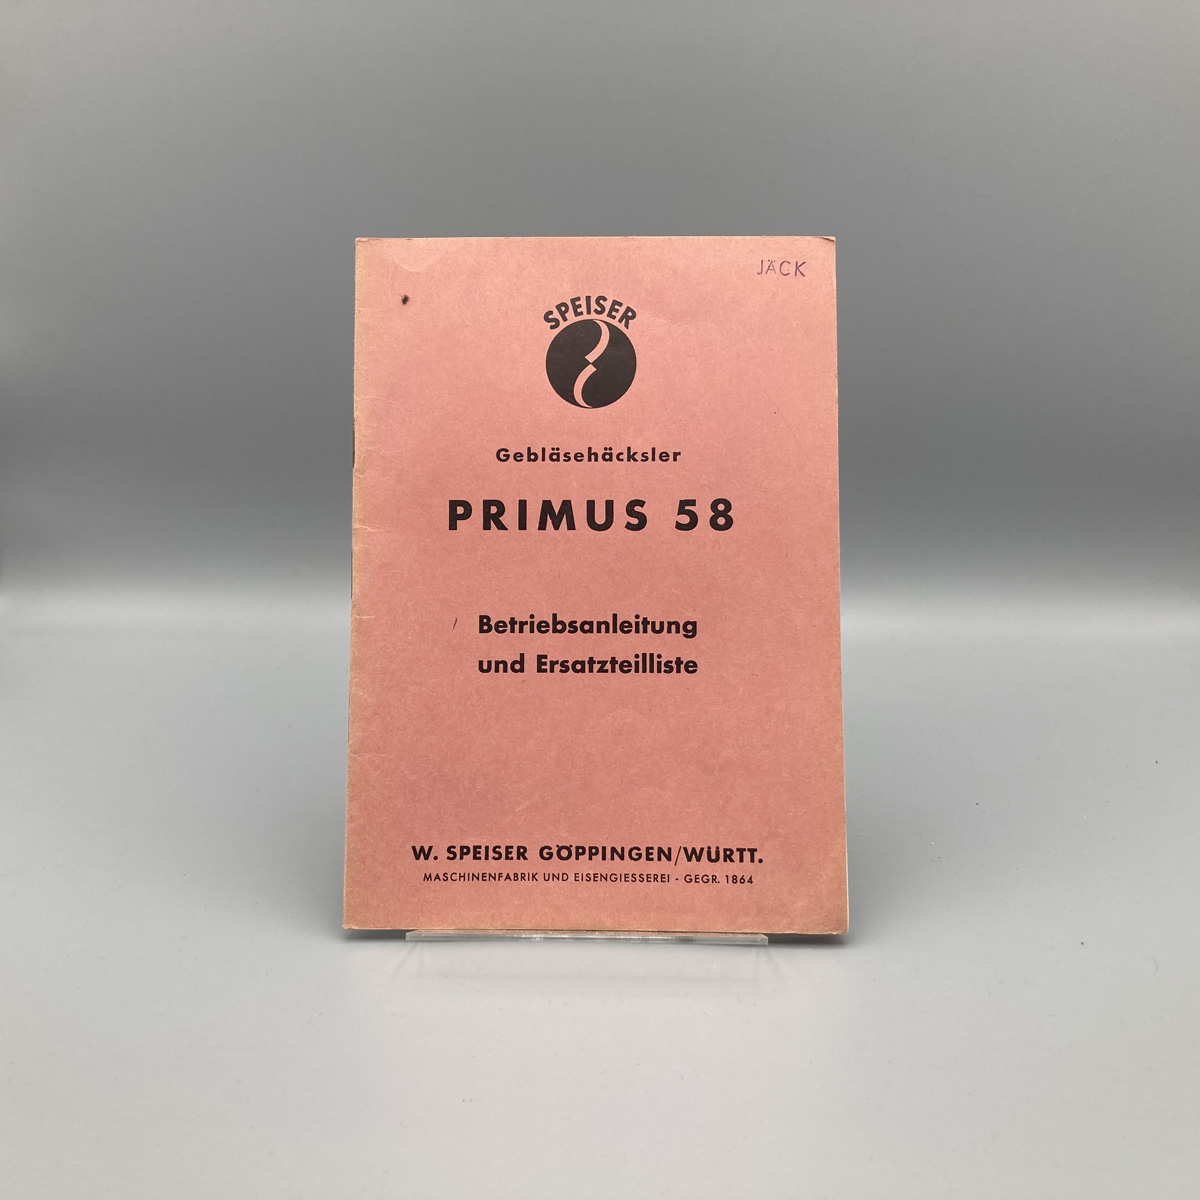 JÄCK
SPEISER
Gebläsehäcksler
PRIMUS 58
Betriebsanleitung
und Ersatzteilliste
W. SPEISER GÖPPINGEN/WÜRTT.
MASCHINENFABRIK UND EISENGIESSEREI - GEGR. 1864